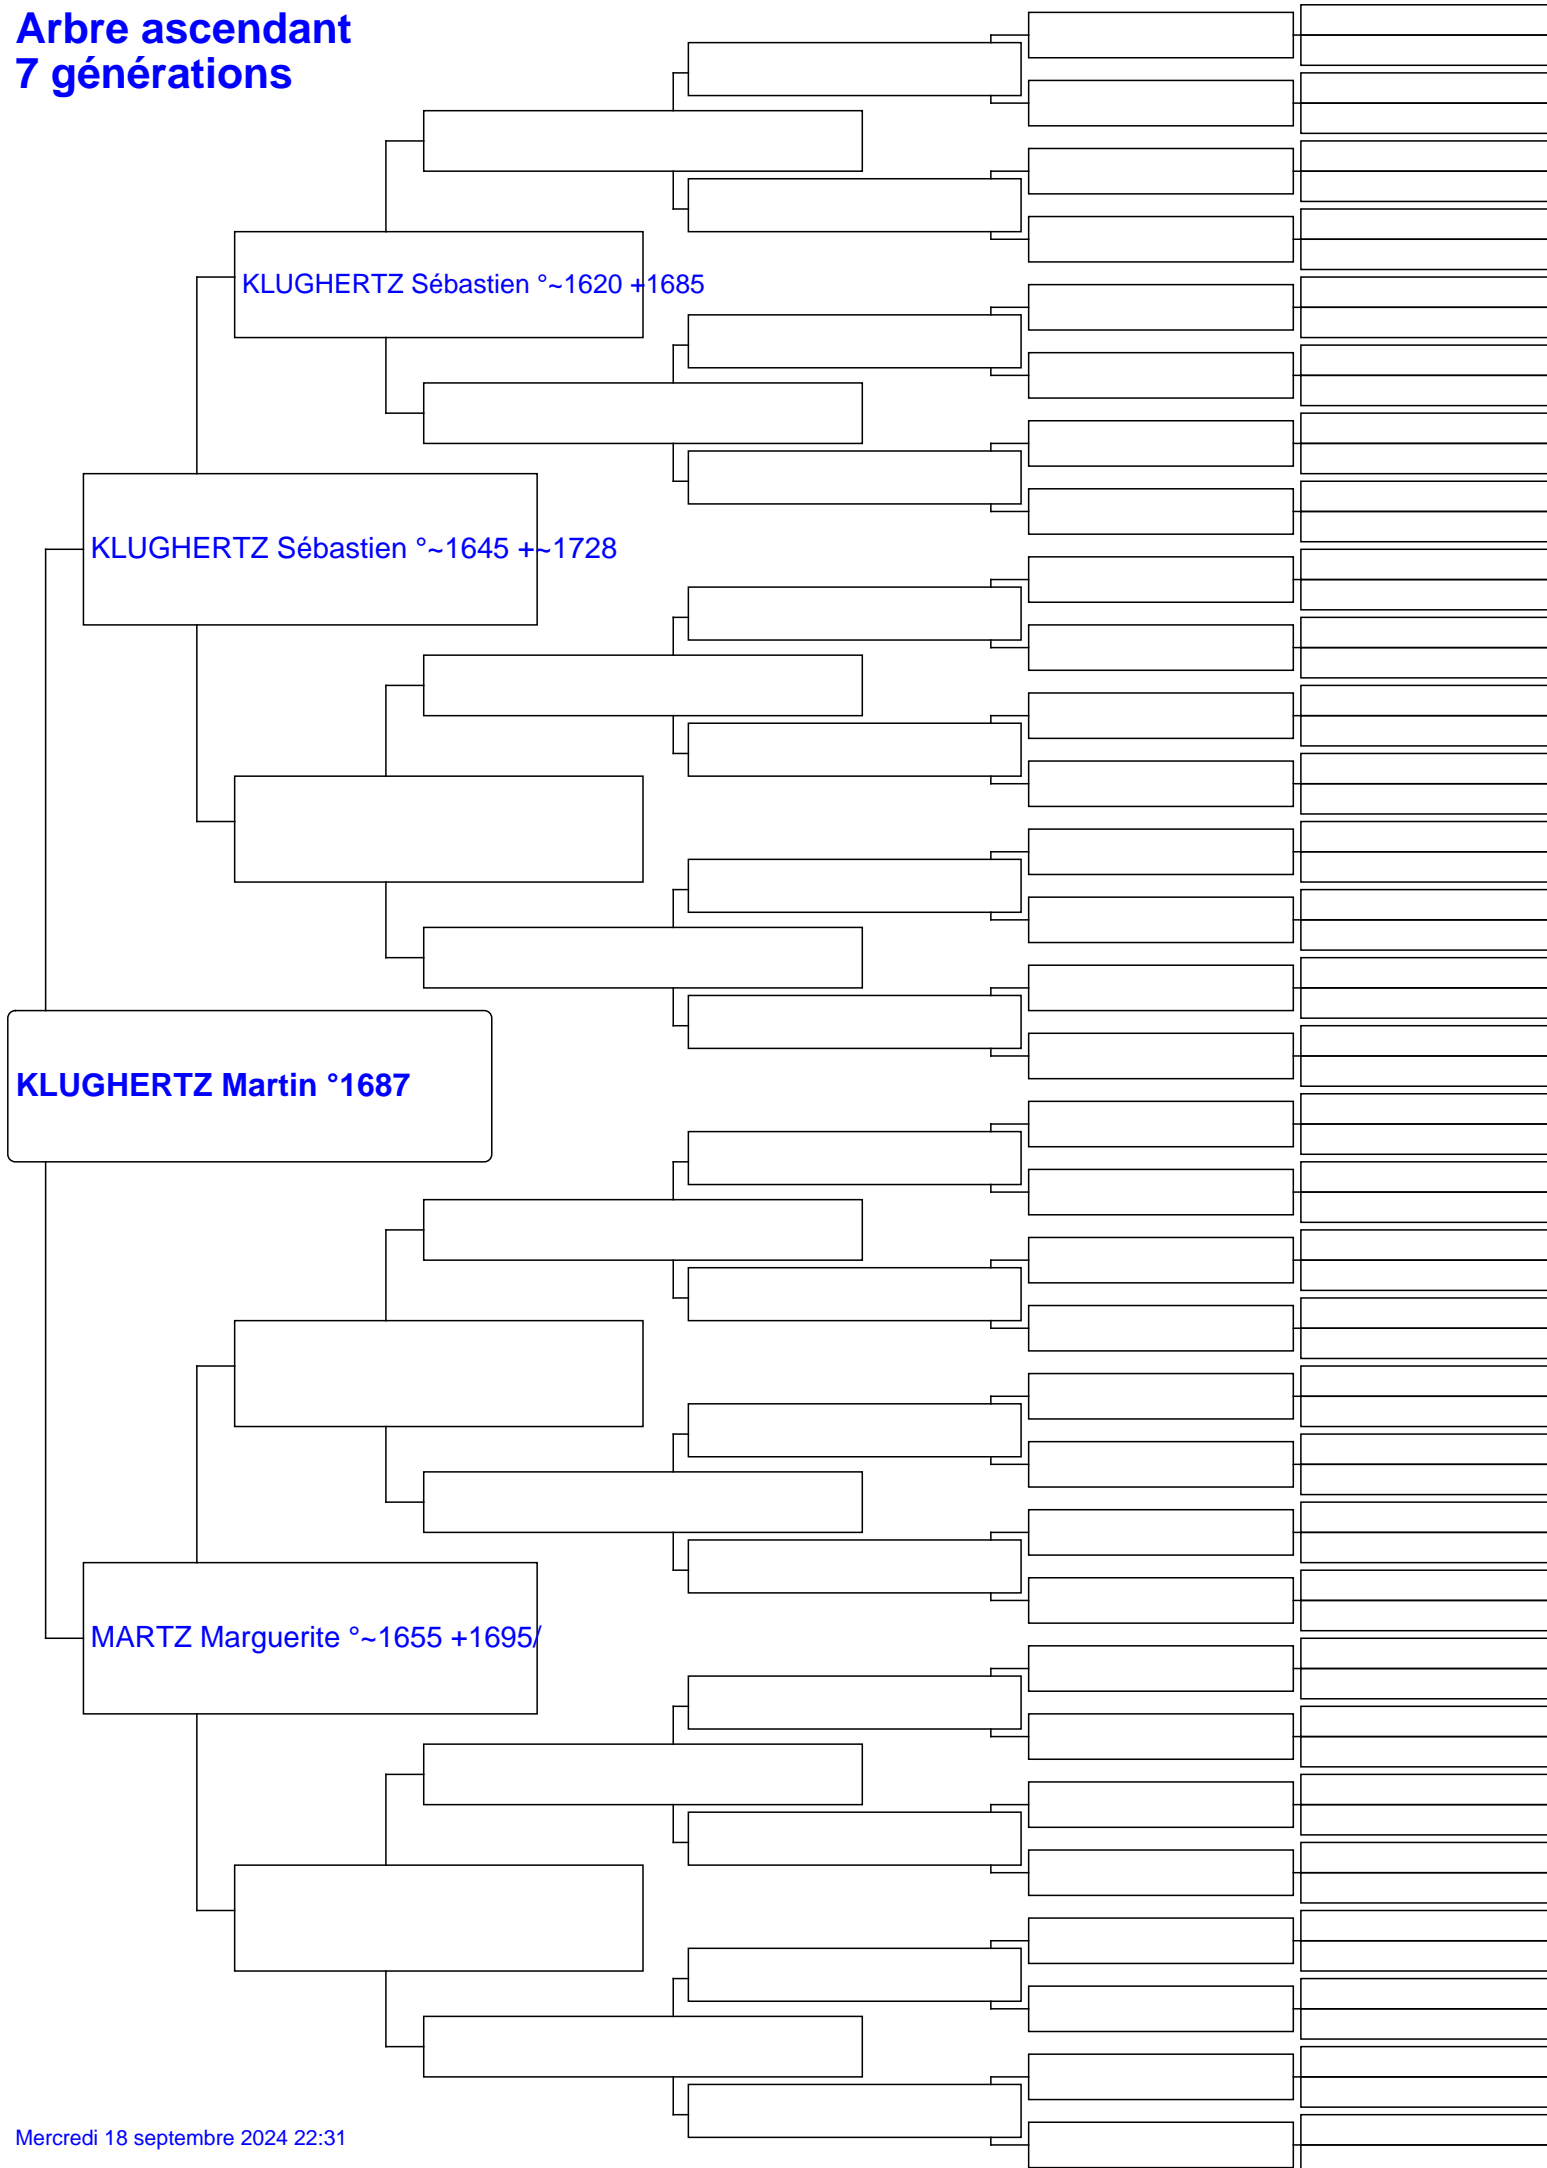 Arbre ascendant
7 générations
KLUGHERTZ Sébastien °~1620 +1685
KLUGHERTZ Sébastien °~1645 +~1728
KLUGHERTZ Martin °1687
MARTZ Marguerite °~1655 +1695/
Mercredi 18 septembre 2024 22:31